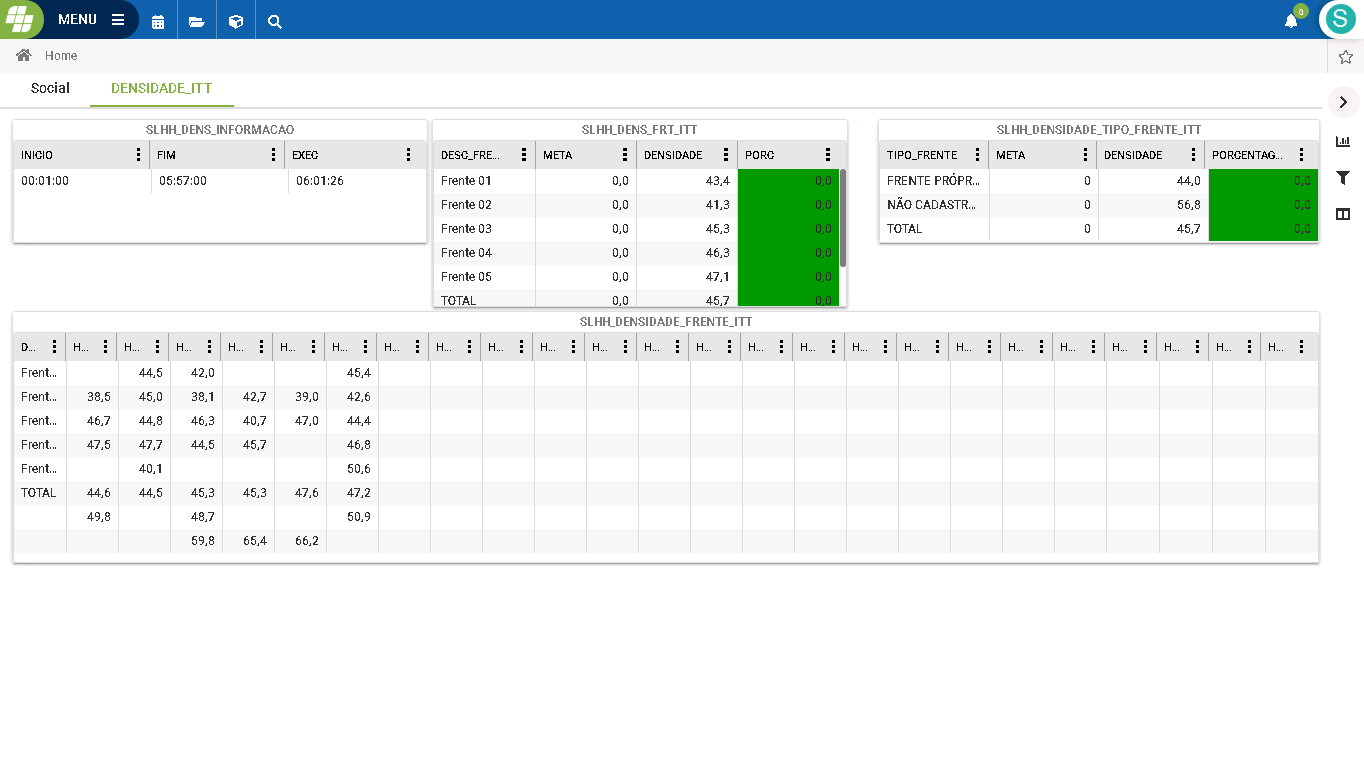 MENU
0
S
Home
Social DENSIDADE_ITT
SLHH_DENS_INFORMACAO
INICIO FIM EXEC
00:01:00 05:57:00 06:01:26
SLHH_DENS_FRT_ITT
DESC_FRE... META DENSIDADE PORC
Frente 01 0,0 43,4 0,0
Frente 02 0,0 41,3 0,0
Frente 03 0,0 45,3 0,0
Frente 04 0,0 46,3 0,0
Frente 05 0,0 47,1 0,0
TOTAL 0,0 45,7 0,0
SLHH_DENSIDADE_TIPO_FRENTE_ITT
TIPO_FRENTE META DENSIDADE PORCENTAG...
FRENTE PRÓPR... 0 44,0 0,0
NÃO CADASTR... 0 56,8 0,0
TOTAL 0 45,7 0,0
SLHH_DENSIDADE_FRENTE_ITT
D... H... H... H... H... H... H... H... H... H... H... H... H... H... H... H... H... H... H... H... H... H... H... H... H...
Frent... 44,5 42,0 45,4
Frent... 38,5 45,0 38,1 42,7 39,0 42,6
Frent... 46,7 44,8 46,3 40,7 47,0 44,4
Frent... 47,5 47,7 44,5 45,7 46,8
Frent... 40,1 50,6
TOTAL 44,6 44,5 45,3 45,3 47,6 47,2
49,8 48,7 50,9
59,8 65,4 66,2